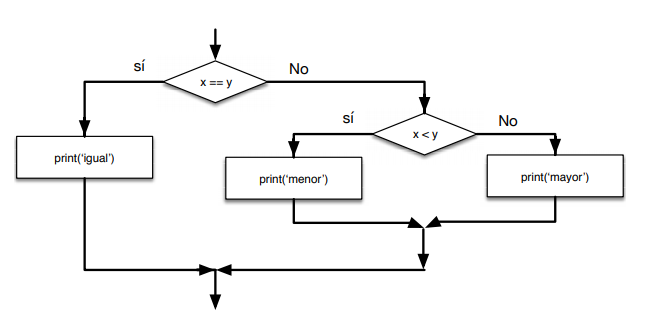 sí
No
x == y
sí
No
x < y
print(‘igual’)
print(‘menor’)
print(‘mayor’)